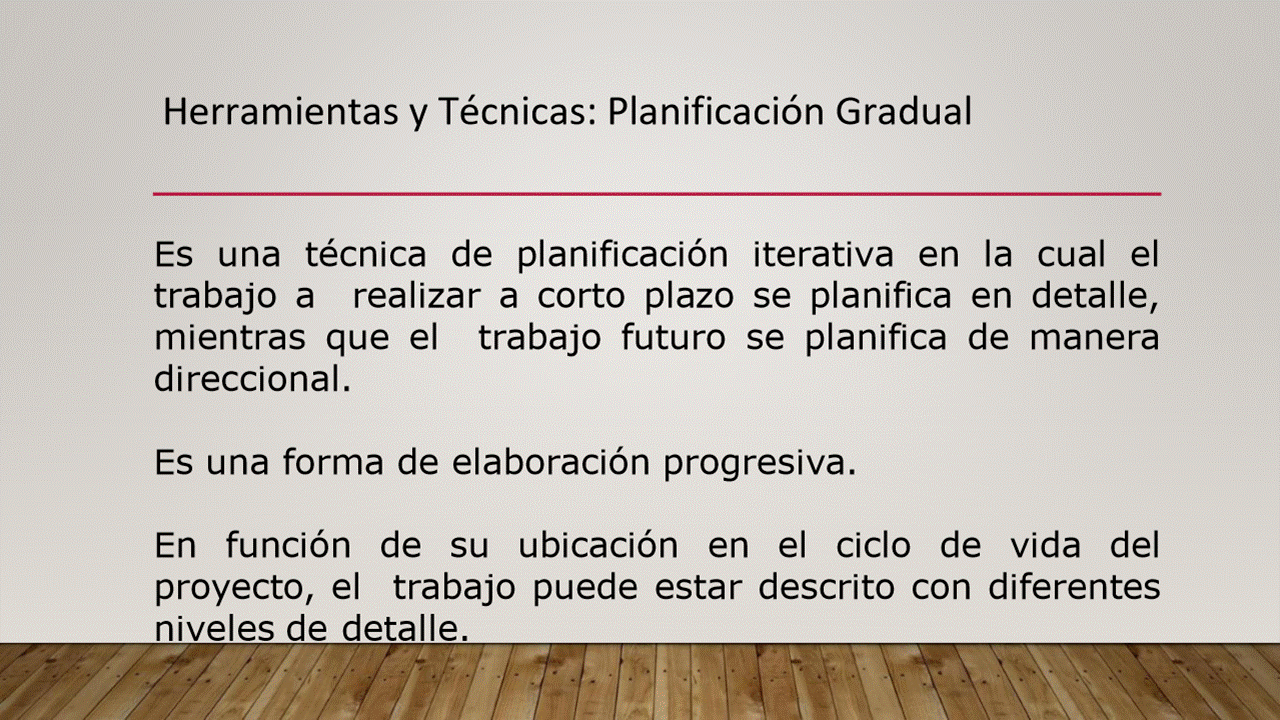 Herramientas y Técnicas: Planificación Gradual
Es una técnica de planificación iterativa en la cual el
trabajo a realizar a corto plazo se planifica en detalle,
mientras que el trabajo futuro se planifica de manera
direccional.
Es una forma de elaboración progresiva.
En función de su ubicación en el ciclo de vida del
proyecto, el trabajo puede estar descrito con diferentes
niveles de detalle.